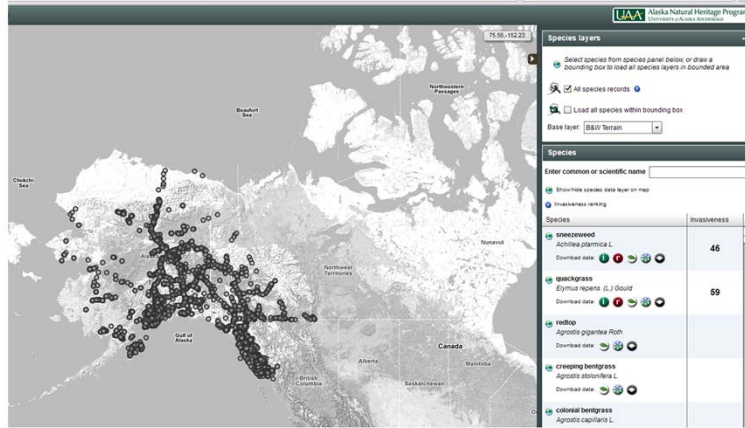 UAA Alaska Natural Heritage Progra
UNIVERSITY of ALASKA ANCHORAGE
75.56,-152.23
Northwestern
Passages
Beaufort
Sea
Chukchi
Sea
Nunavut
Northwest
Territories
Gulf of
Alaska
Canada
Alberta
Manitoba
British
Columbia
Saskatchewan
Species layers
Select species from species panel below, or draw a
bounding box to load all species layers in bounded area
All species records
Load all species within bounding box
Base layer: B&W Terrain
Species
Enter common or scientific name
Show/hide species data layer on map
Invasiveness ranking
Species Invasiveness
sneezeweed
Achillea ptarmica L.
46
Download data:
quackgrass
Elymus repens (L.) Gould
59
Download data:
redtop
Agrostis gigantea Roth
Download data:
creeping bentgrass
Agrostis stolonifera L.
Download data:
colonial bentgrass
Agrostis capillaris L.